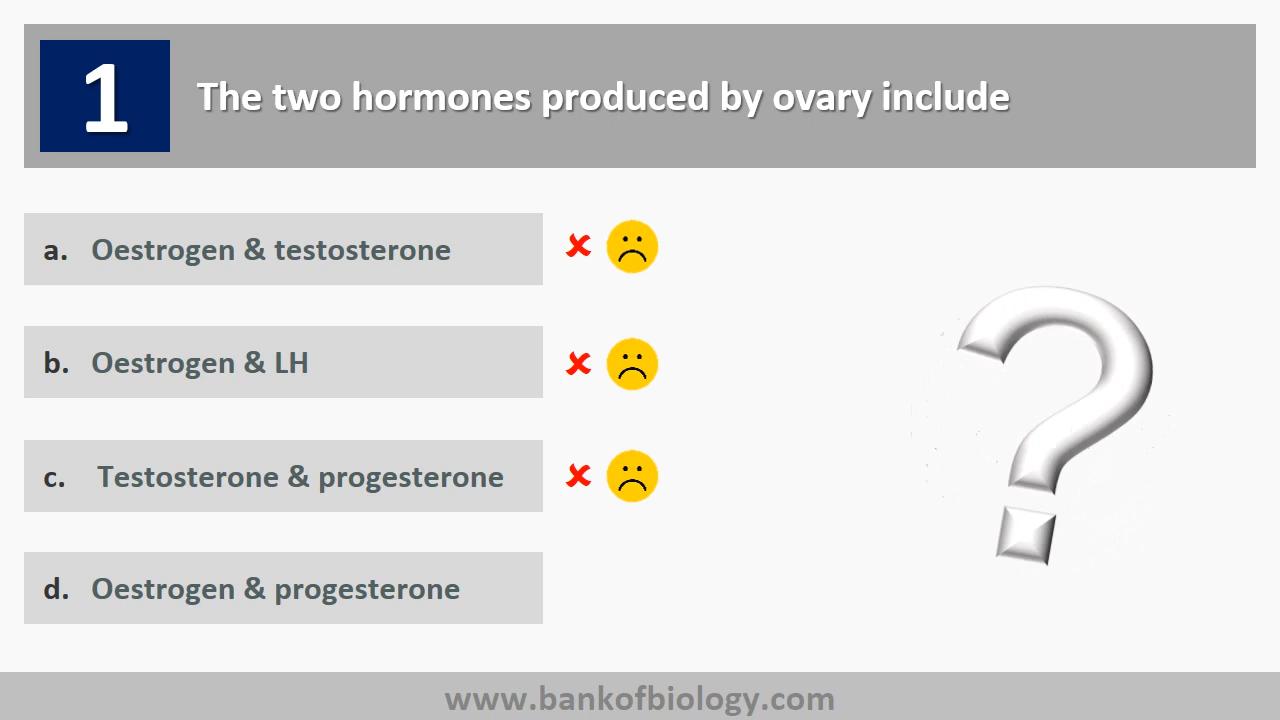 1
The two hormones produced by ovary include
a. Oestrogen & testosterone
b. Oestrogen & LH
c. Testosterone & progesterone
d. Oestrogen & progesterone
www.bankofbiology.com